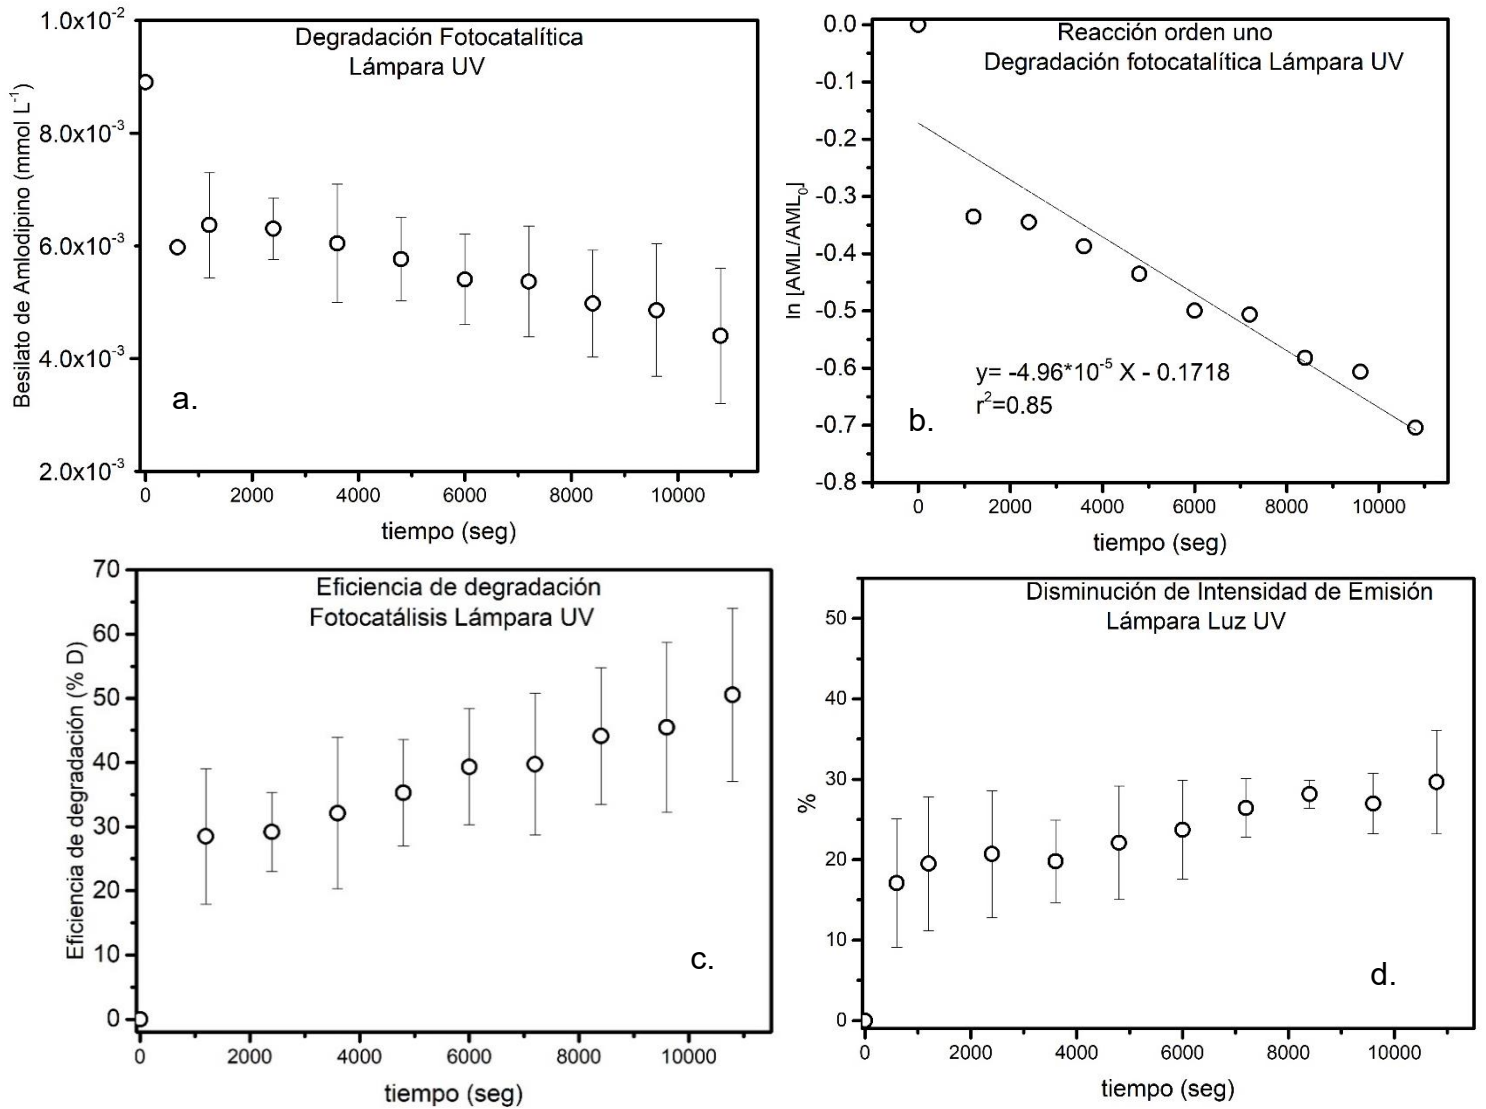 Degradación Fotocatalítica
Lámpara UV
Besilato de Amlodipino (mmol L⁻¹)
1.0x10⁻²
8.0x10⁻³
6.0x10⁻³
4.0x10⁻³
2.0x10⁻³
a.
0 2000 4000 6000 8000 10000
tiempo (seg)
Reacción orden uno
Degradación fotocatalítica Lámpara UV
ln [AML/AML₀]
0.0
-0.1
-0.2
-0.3
-0.4
-0.5
-0.6
-0.7
-0.8
y= -4.96*10⁻⁵ X - 0.1718
r²=0.85
b.
0 2000 4000 6000 8000 10000
tiempo (seg)
Eficiencia de degradación
Fotocatálisis Lámpara UV
Eficiencia de degradación (% D)
70
60
50
40
30
20
10
0
c.
0 2000 4000 6000 8000 10000
tiempo (seg)
Disminución de Intensidad de Emisión
Lámpara Luz UV
%
50
40
30
20
10
0
d.
0 2000 4000 6000 8000 10000
tiempo (seg)